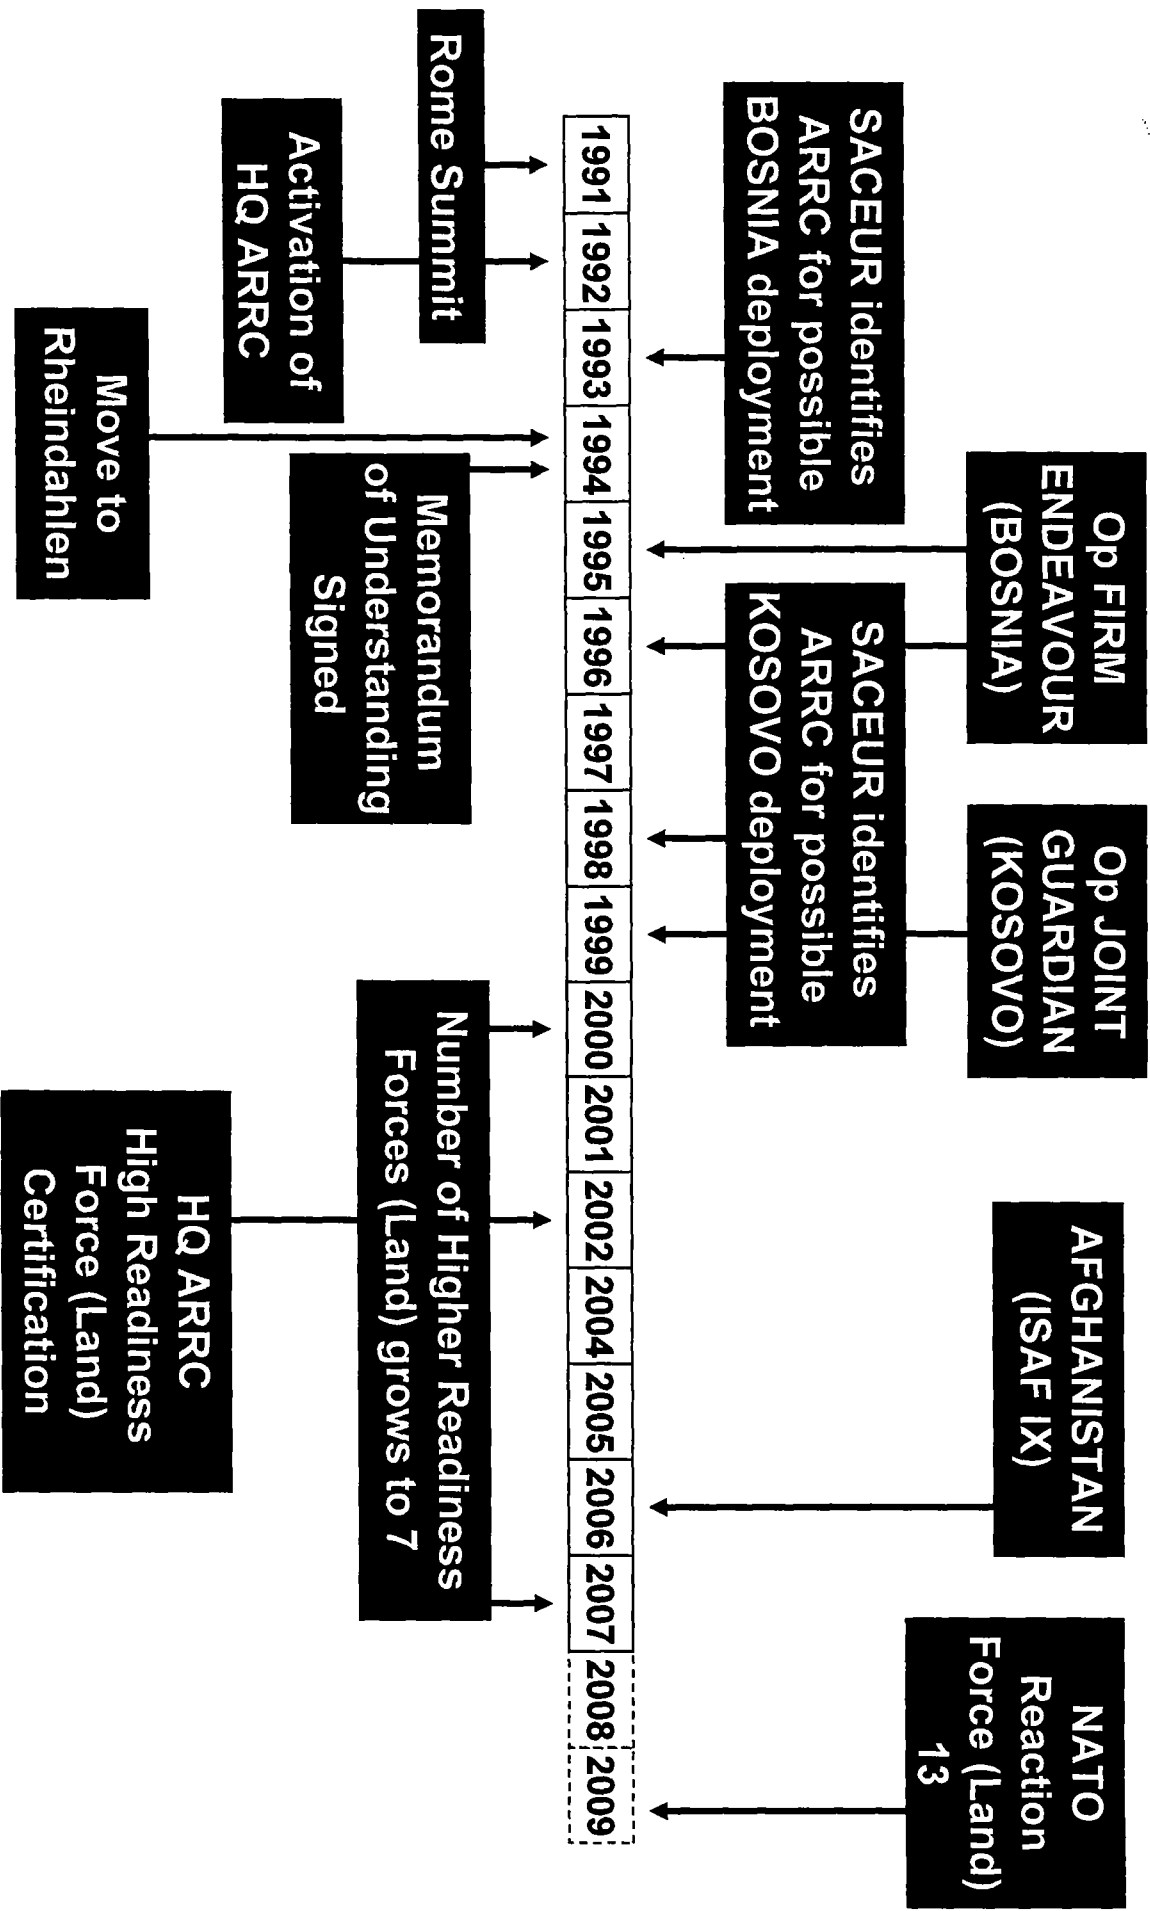 SACEUR identifies
ARRC for possible
BOSNIA deployment
Op FIRM
ENDEAVOUR
(BOSNIA)
SACEUR identifies
ARRC for possible
KOSOVO deployment
Op JOINT
GUARDIAN
(KOSOVO)
AFGHANISTAN
(ISAF IX)
NATO
Reaction
Force (Land)
13
1991 1992 1993 1994 1995 1996 1997 1998 1999 2000 2001 2002 2004 2005 2006 2007 2008 2009
Rome Summit
Activation of
HQ ARRC
Move to
Rheindahlen
Memorandum
of Understanding
Signed
Number of Higher Readiness
Forces (Land) grows to 7
HQ ARRC
High Readiness
Force (Land)
Certification